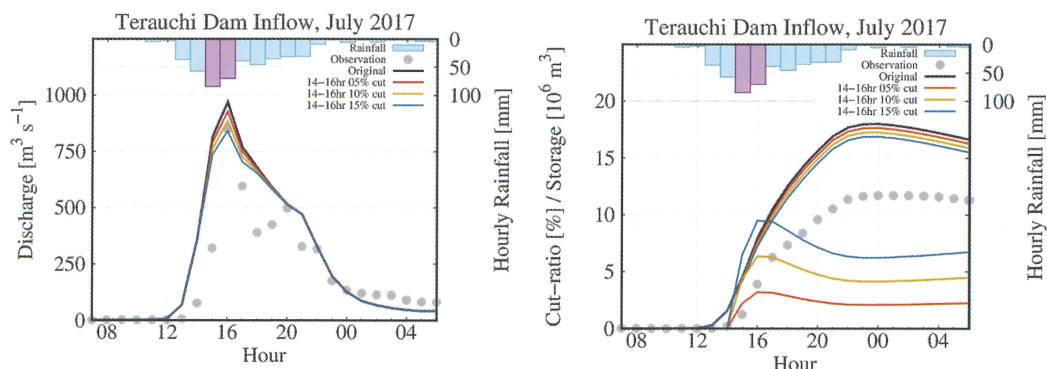 Terauchi Dam Inflow, July 2017
Rainfall
Observation
Original
14-16hr 05% cut
14-16hr 10% cut
14-16hr 15% cut
0
50
100
1000
750
500
250
0
Discharge [m³ s⁻¹]
Hourly Rainfall [mm]
08 12 16 20 00 04
Hour
Terauchi Dam Inflow, July 2017
Rainfall
Observation
Original
14-16hr 05% cut
14-16hr 10% cut
14-16hr 15% cut
0
50
100
20
15
10
5
0
Cut-ratio [%] / Storage [10⁶ m³]
Hourly Rainfall [mm]
08 12 16 20 00 04
Hour